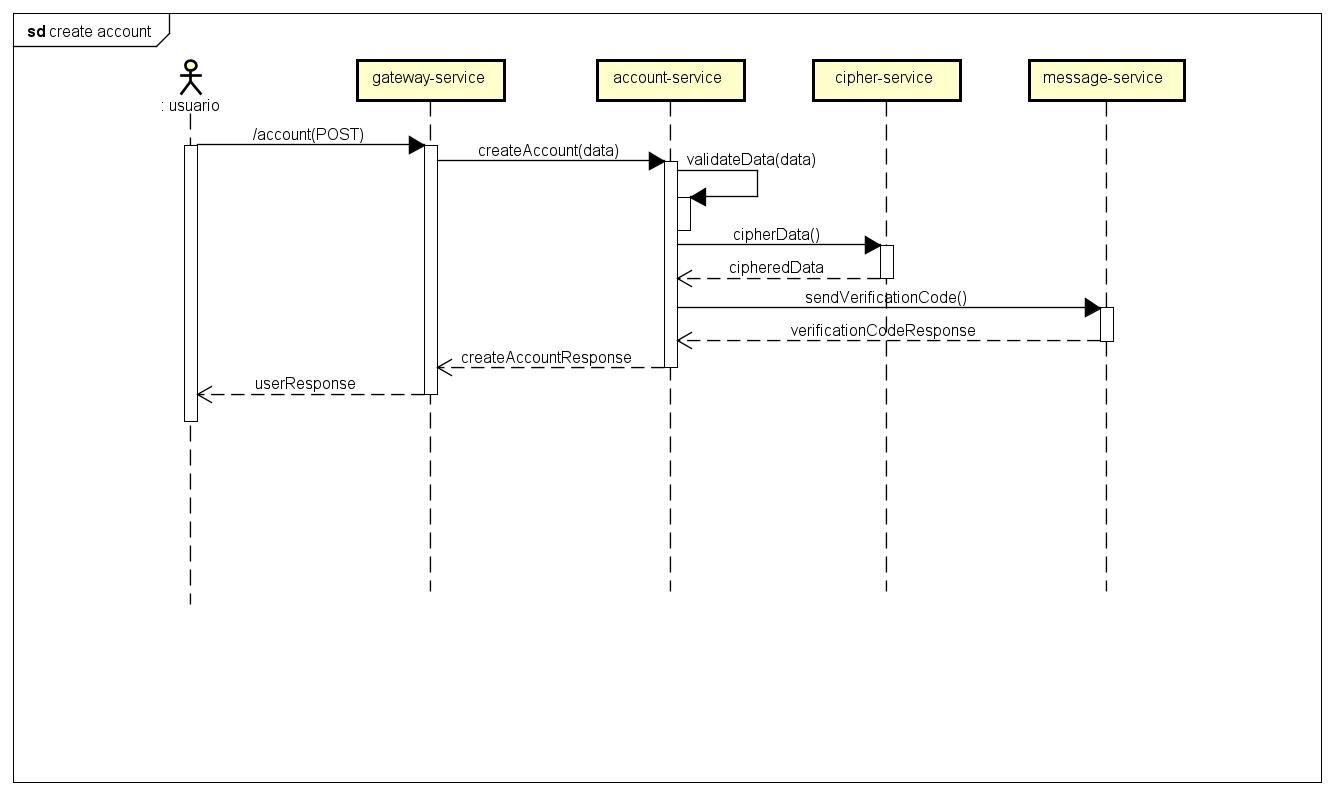 sd create account
: usuario
gateway-service
account-service
cipher-service
message-service
/account(POST)
createAccount(data)
validateData(data)
cipherData()
cipheredData
sendVerificationCode()
verificationCodeResponse
createAccountResponse
userResponse